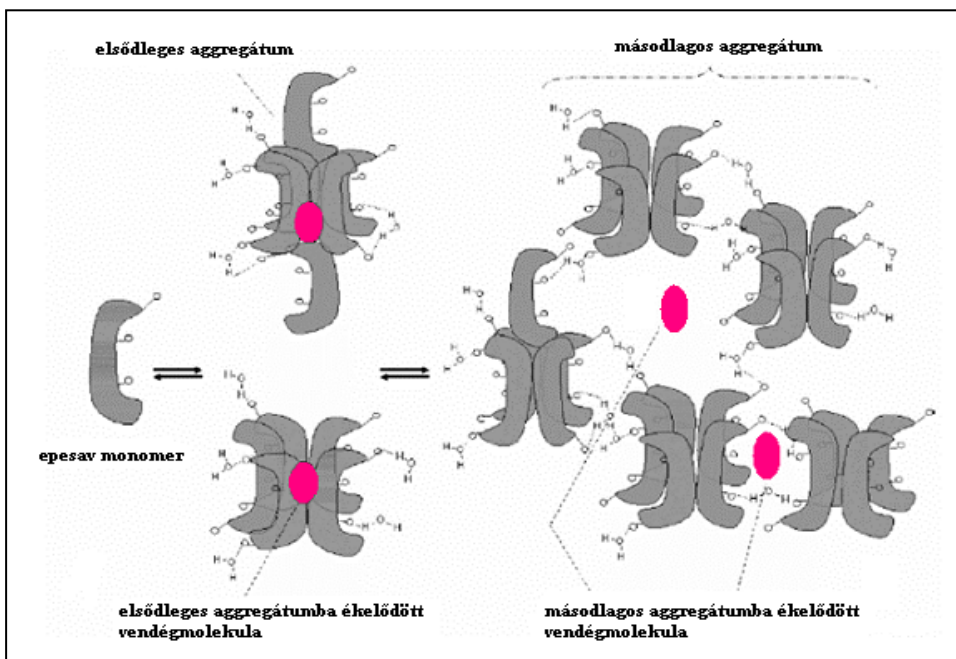 elsődleges aggregátum
másodlagos aggregátum
epesav monomer
elsődleges aggregátumba ékelődött
vendégmolekula
másodlagos aggregátumba ékelődött
vendégmolekula